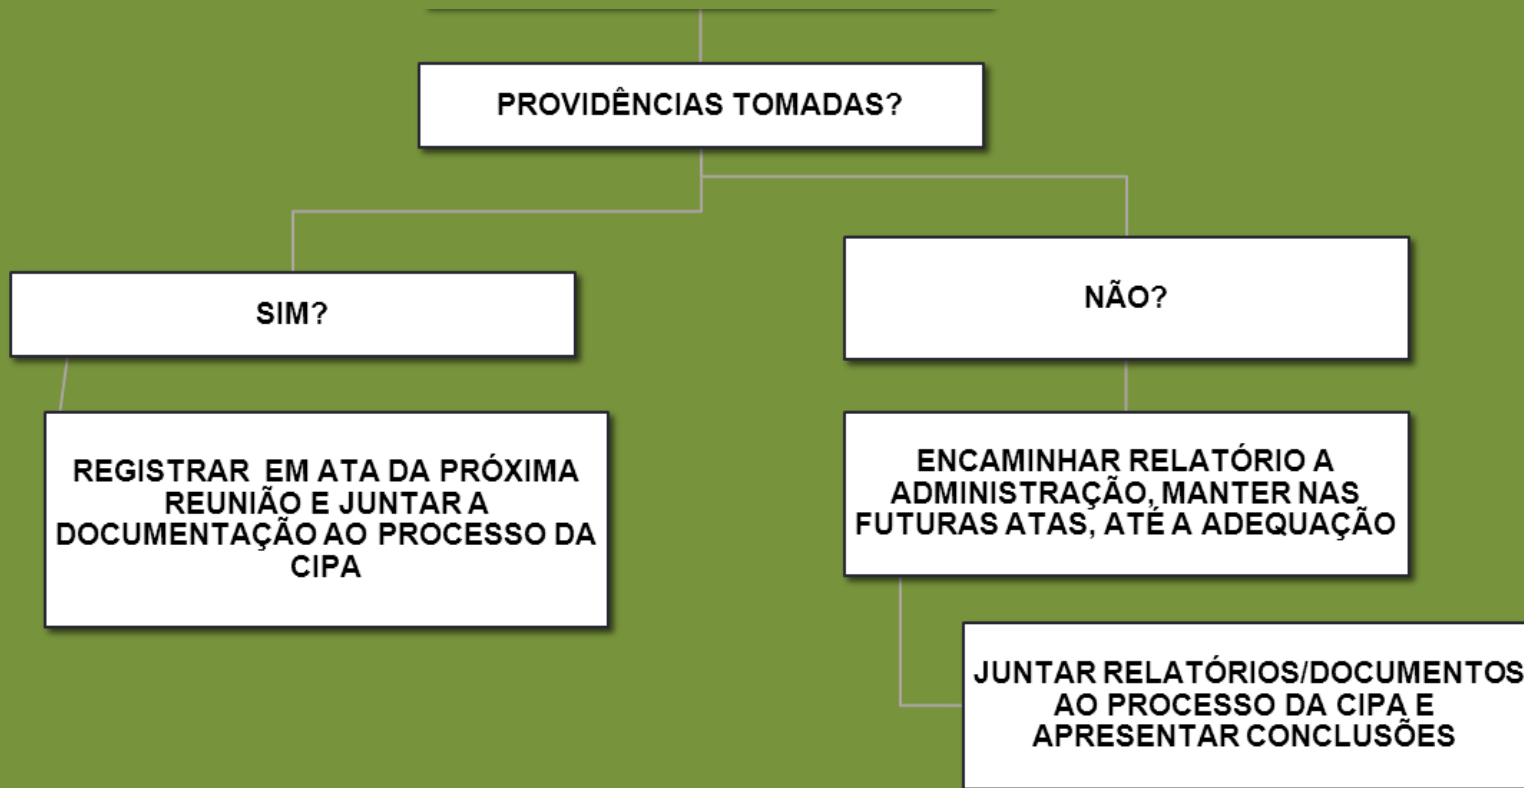 PROVIDÊNCIAS TOMADAS?
SIM?
NÃO?
REGISTRAR EM ATA DA PRÓXIMA
REUNIÃO E JUNTAR A
DOCUMENTAÇÃO AO PROCESSO DA
CIPA
ENCAMINHAR RELATÓRIO A
ADMINISTRAÇÃO, MANTER NAS
FUTURAS ATAS, ATÉ A ADEQUAÇÃO
JUNTAR RELATÓRIOS/DOCUMENTOS
AO PROCESSO DA CIPA E
APRESENTAR CONCLUSÕES